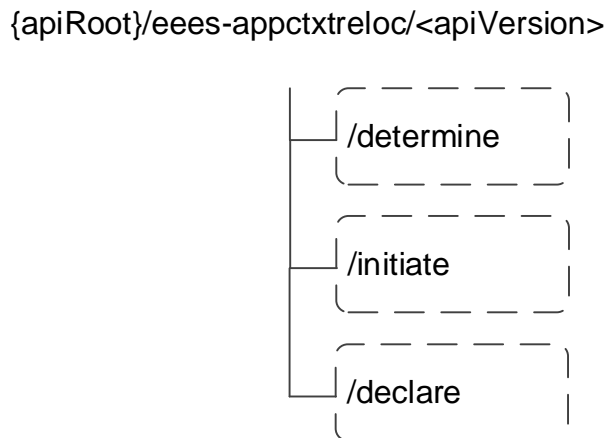 {apiRoot}/eees-appctxtreloc/<apiVersion>
/determine
/initiate
/declare